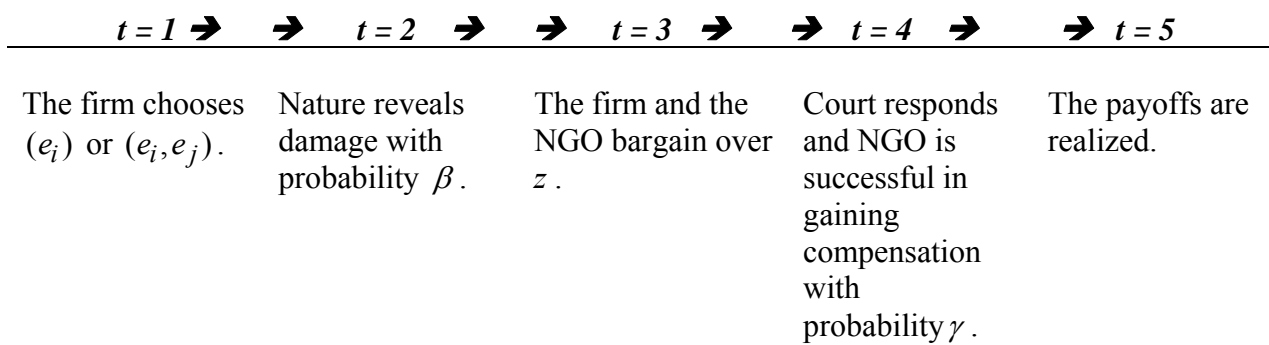 t = 1 ➔ ➔ t = 2 ➔ ➔ t = 3 ➔ ➔ t = 4 ➔ ➔ t = 5
The firm chooses
(e_i) or (e_i, e_j).
Nature reveals
damage with
probability β.
The firm and the
NGO bargain over
z.
Court responds
and NGO is
successful in
gaining
compensation
with
probability γ.
The payoffs are
realized.